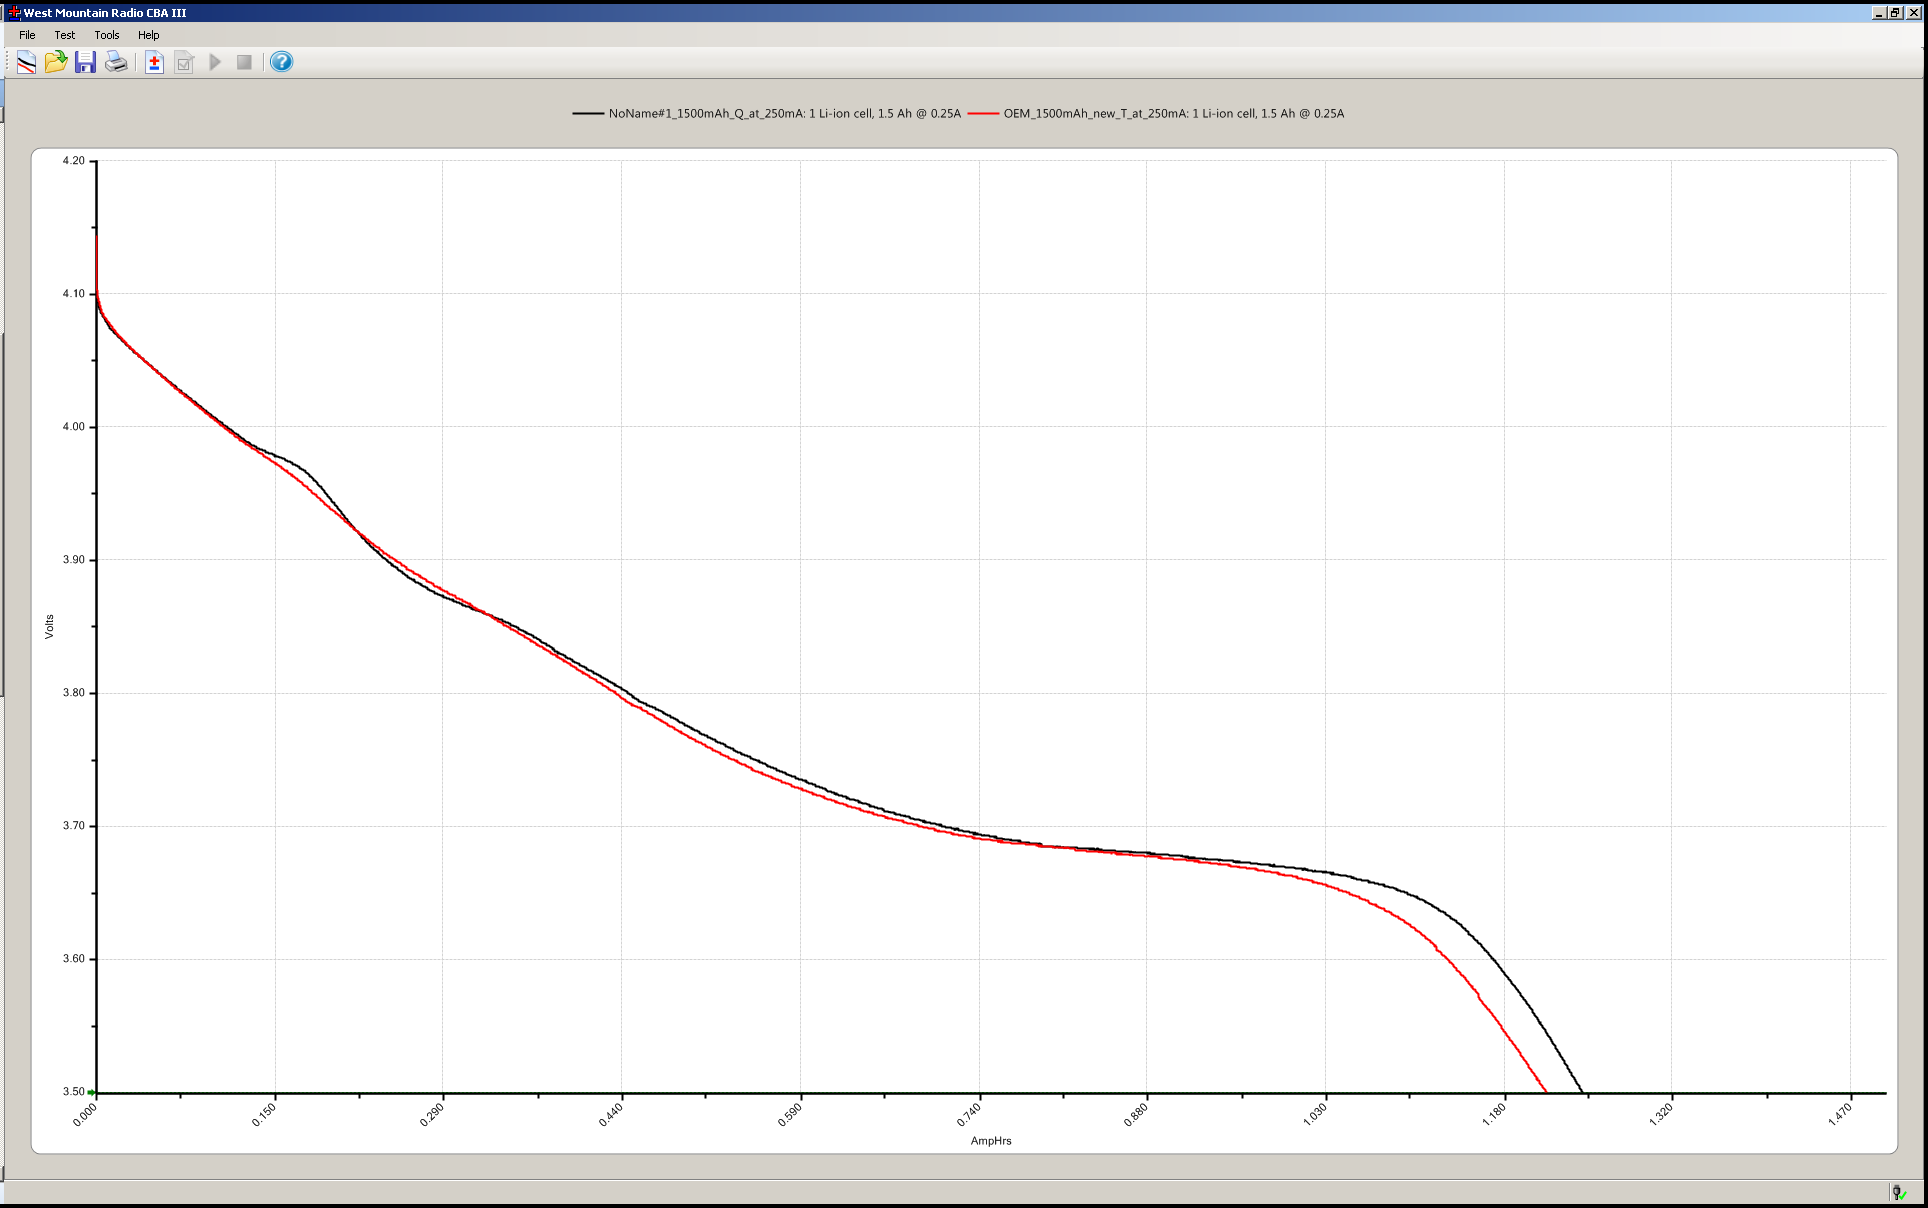 West Mountain Radio CBA III
File Test Tools Help
NoName#1_1500mAh_Q_at_250mA: 1 Li-ion cell, 1.5 Ah @ 0.25A OEM_1500mAh_new_T_at_250mA: 1 Li-ion cell, 1.5 Ah @ 0.25A
4.20
4.10
4.00
3.90
Volts
3.80
3.70
3.60
3.50
0.000 0.150 0.290 0.440 0.590 0.740 0.880 1.030 1.180 1.320 1.470
AmpHrs